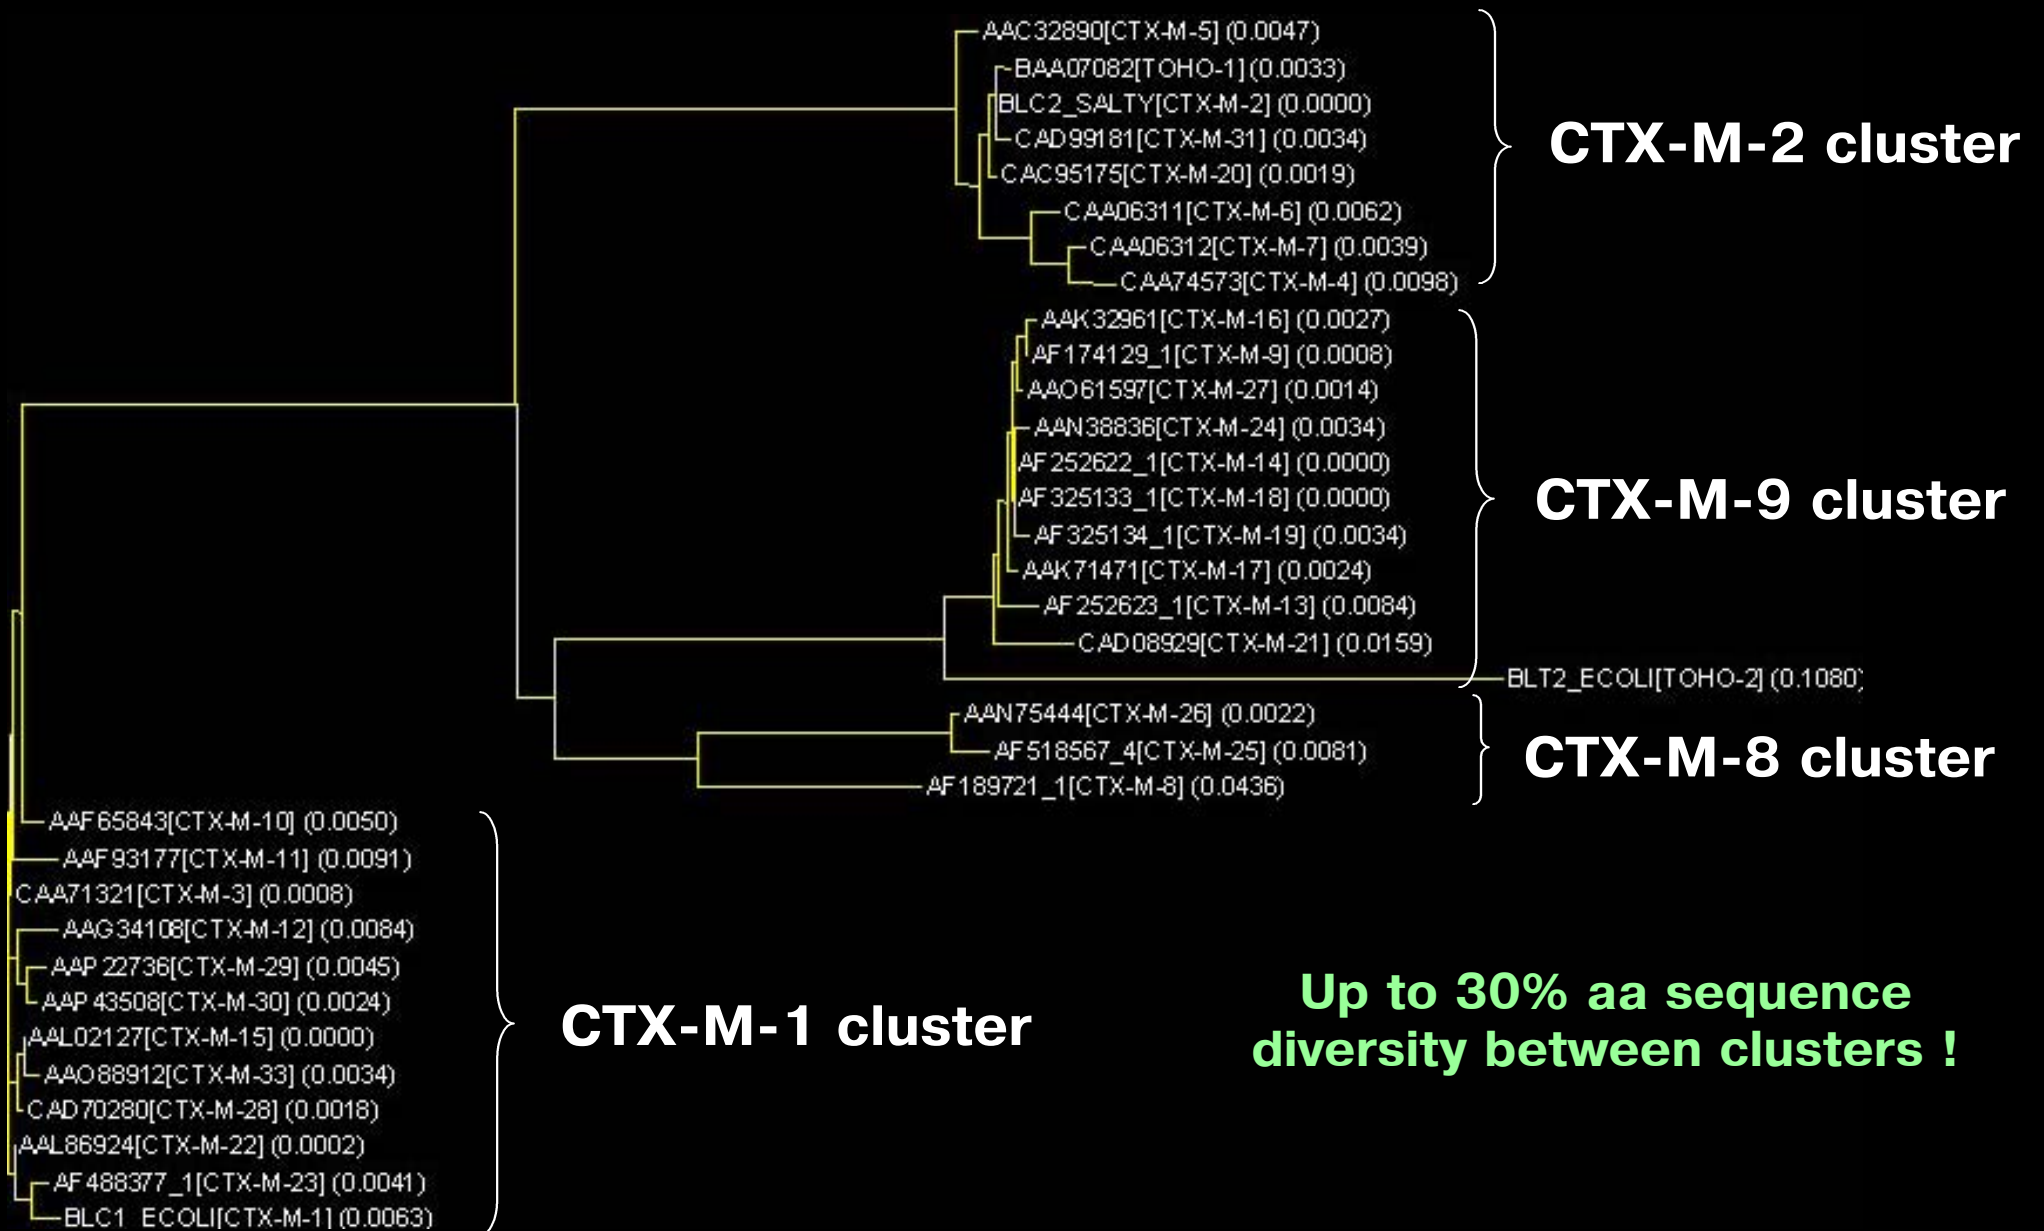 AAC32890[CTX-M-5] (0.0047)
BAA07082[TOHO-1] (0.0033)
BLC2_SALTY[CTX-M-2] (0.0000)
CAD99181[CTX-M-31] (0.0034)
CAC95175[CTX-M-20] (0.0019)
CAA06311[CTX-M-6] (0.0062)
CAA06312[CTX-M-7] (0.0039)
CAA74573[CTX-M-4] (0.0098)
CTX-M-2 cluster
AAK32961[CTX-M-16] (0.0027)
AF174129_1[CTX-M-9] (0.0008)
AAO61597[CTX-M-27] (0.0014)
AAN38836[CTX-M-24] (0.0034)
AF252622_1[CTX-M-14] (0.0000)
AF325133_1[CTX-M-18] (0.0000)
AF325134_1[CTX-M-19] (0.0034)
AAK71471[CTX-M-17] (0.0024)
AF252623_1[CTX-M-13] (0.0084)
CAD08929[CTX-M-21] (0.0159)
BLT2_ECOLI[TOHO-2] (0.1080)
CTX-M-9 cluster
AAN75444[CTX-M-26] (0.0022)
AF518567_4[CTX-M-25] (0.0081)
AF189721_1[CTX-M-8] (0.0436)
CTX-M-8 cluster
AAF65843[CTX-M-10] (0.0050)
AAF93177[CTX-M-11] (0.0091)
CAA71321[CTX-M-3] (0.0008)
AAG34108[CTX-M-12] (0.0084)
AAP22736[CTX-M-29] (0.0045)
AAP43508[CTX-M-30] (0.0024)
AAL02127[CTX-M-15] (0.0000)
AAO88912[CTX-M-33] (0.0034)
CAD70280[CTX-M-28] (0.0018)
AAL86924[CTX-M-22] (0.0002)
AF488377_1[CTX-M-23] (0.0041)
BLC1_ECOLI[CTX-M-1] (0.0063)
CTX-M-1 cluster
Up to 30% aa sequence
diversity between clusters !